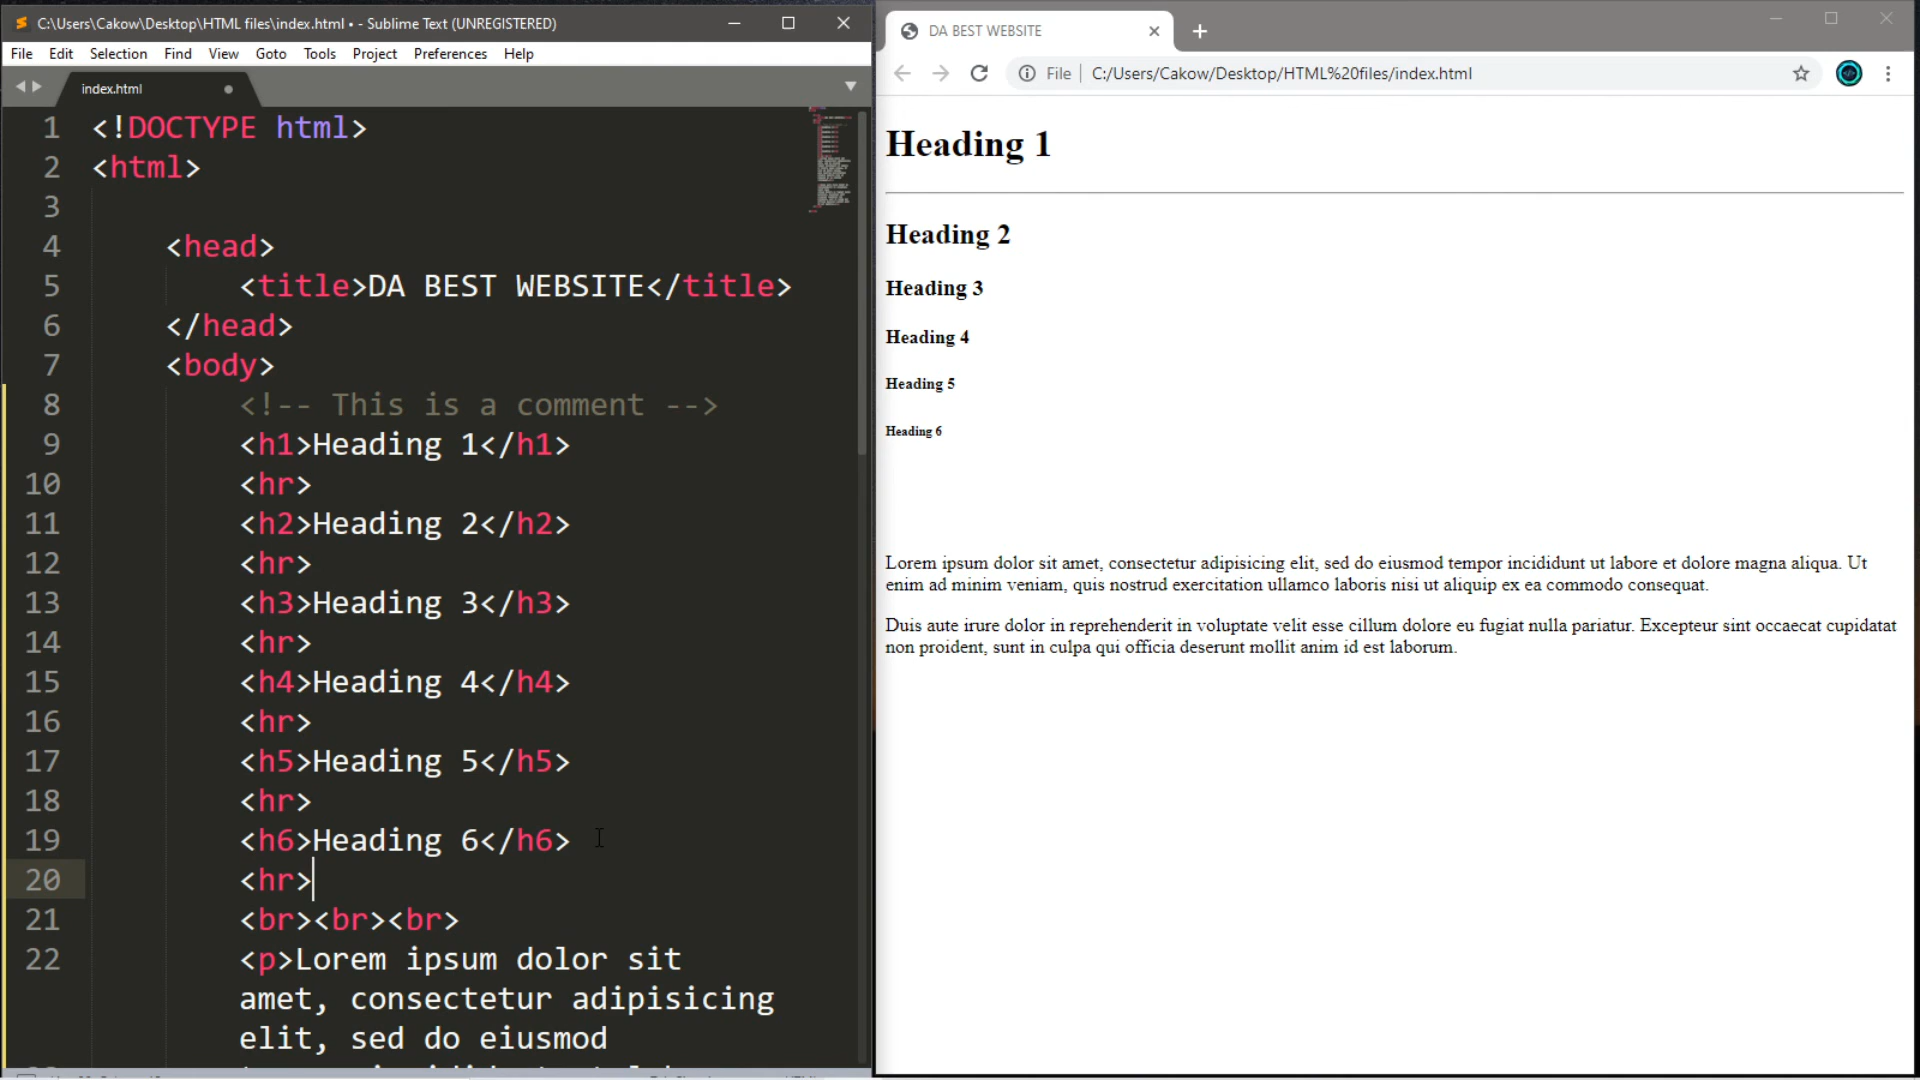 C:\Users\Cakow\Desktop\HTML files\index.html • - Sublime Text (UNREGISTERED)
File Edit Selection Find View Goto Tools Project Preferences Help
index.html
1 <!DOCTYPE html>
2 <html>
3
4 <head>
5 <title>DA BEST WEBSITE</title>
6 </head>
7 <body>
8 <!-- This is a comment -->
9 <h1>Heading 1</h1>
10 <hr>
11 <h2>Heading 2</h2>
12 <hr>
13 <h3>Heading 3</h3>
14 <hr>
15 <h4>Heading 4</h4>
16 <hr>
17 <h5>Heading 5</h5>
18 <hr>
19 <h6>Heading 6</h6>
20 <hr>
21 <br><br><br>
22 <p>Lorem ipsum dolor sit
amet, consectetur adipisicing
elit, sed do eiusmod
DA BEST WEBSITE
File C:/Users/Cakow/Desktop/HTML%20files/index.html
Heading 1
Heading 2
Heading 3
Heading 4
Heading 5
Heading 6
Lorem ipsum dolor sit amet, consectetur adipisicing elit, sed do eiusmod tempor incididunt ut labore et dolore magna aliqua. Ut
enim ad minim veniam, quis nostrud exercitation ullamco laboris nisi ut aliquip ex ea commodo consequat.
Duis aute irure dolor in reprehenderit in voluptate velit esse cillum dolore eu fugiat nulla pariatur. Excepteur sint occaecat cupidatat
non proident, sunt in culpa qui officia deserunt mollit anim id est laborum.